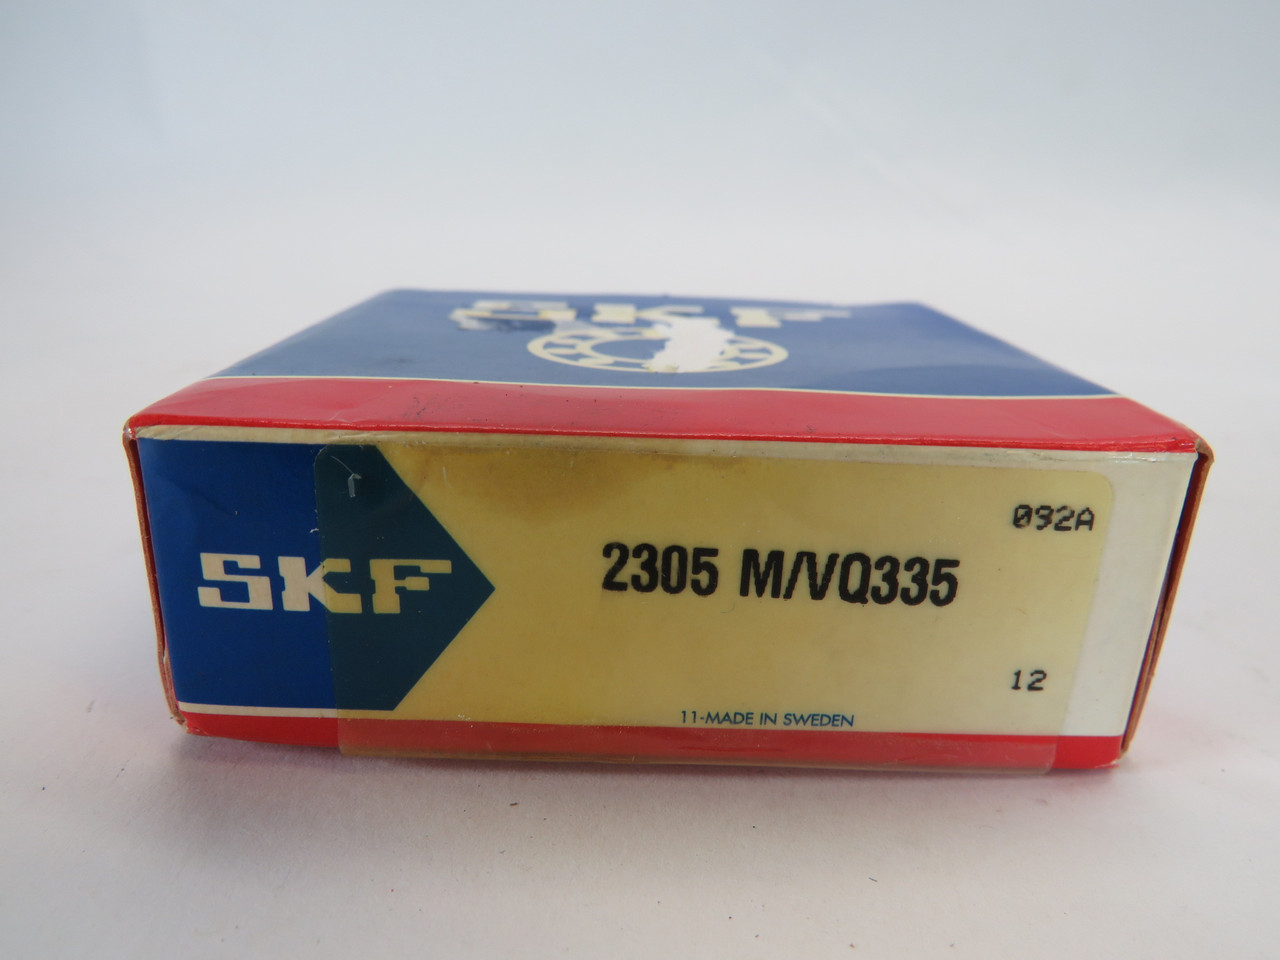 SKF
092A
SKF
2305 M/VQ335
12
11-MADE IN SWEDEN